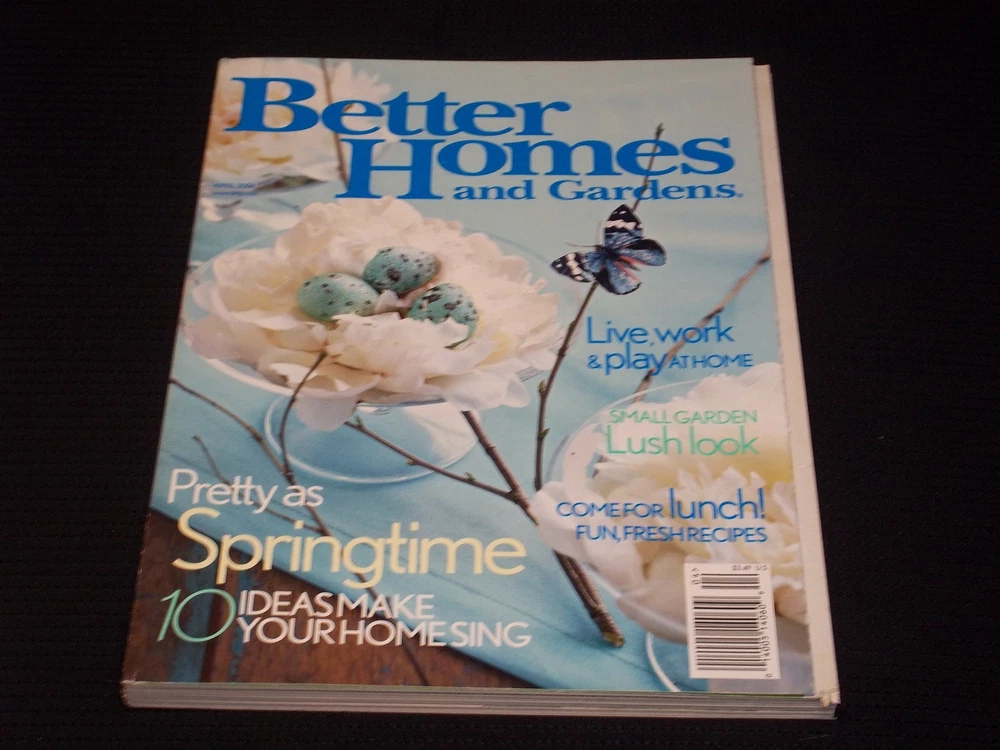 Better
Homes
and Gardens.
Live, work
& play AT HOME
SMALL GARDEN
Lush look
COME FOR lunch!
FUN, FRESH RECIPES
Pretty as
Springtime
10 IDEAS MAKE
YOUR HOME SING